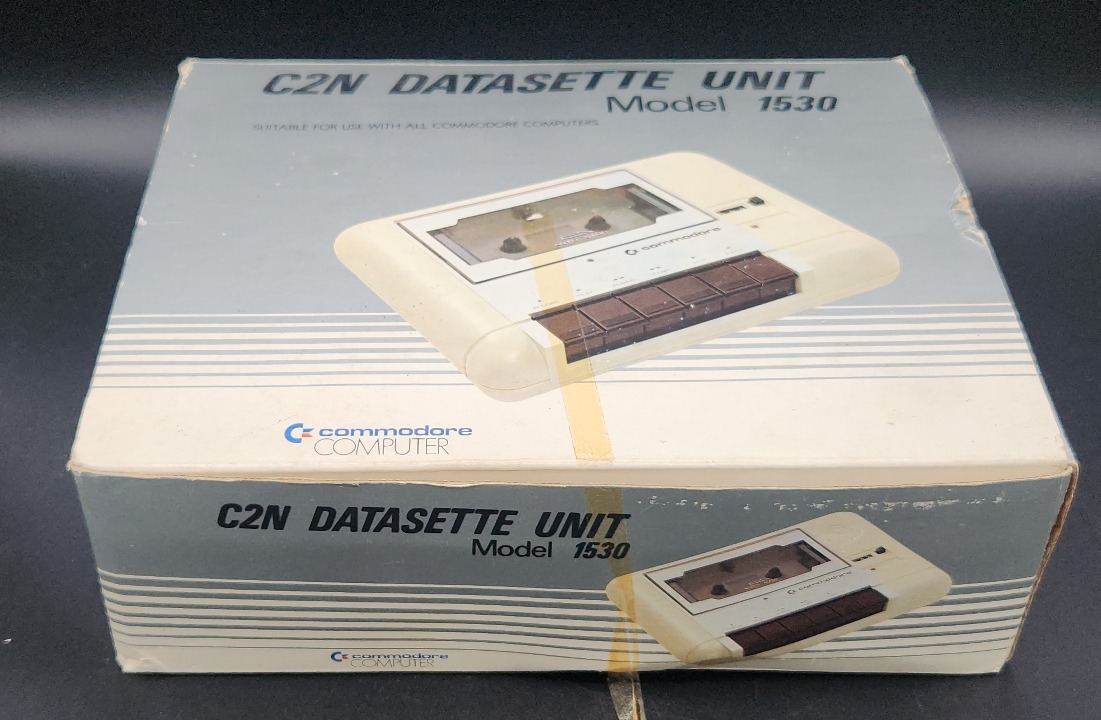 C2N DATASETTE UNIT
Model 1530
SUITABLE FOR USE WITH ALL COMMODORE COMPUTERS
commodore
commodore
COMPUTER
C2N DATASETTE UNIT
Model 1530
commodore
commodore
COMPUTER